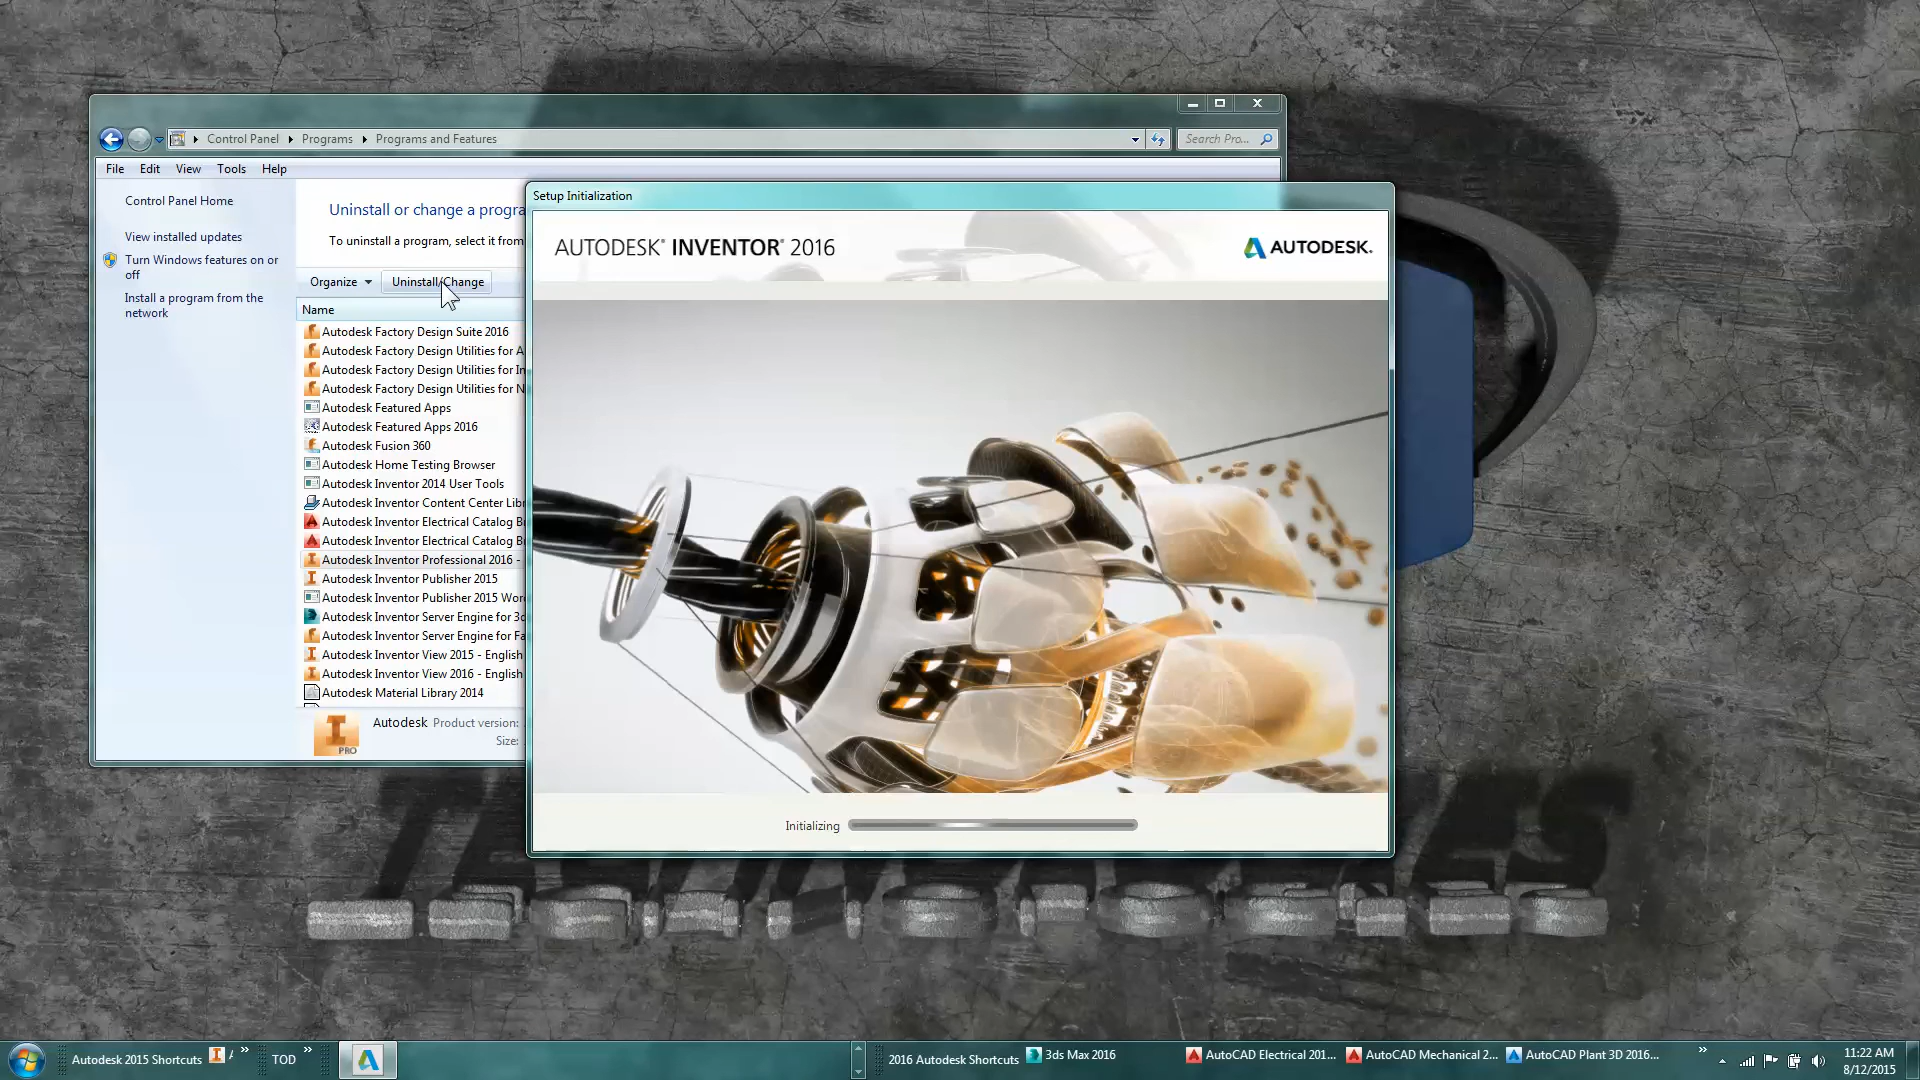 Control Panel
Programs
Programs and Features
Search Pro...
File
Edit
View
Tools
Help
Control Panel Home
View installed updates
Turn Windows features on or
off
Install a program from the
network
Uninstall or change a progra
To uninstall a program, select it from
Organize
Uninstall/Change
Name
Autodesk Factory Design Suite 2016
Autodesk Factory Design Utilities for A
Autodesk Factory Design Utilities for In
Autodesk Factory Design Utilities for N
Autodesk Featured Apps
Autodesk Featured Apps 2016
Autodesk Fusion 360
Autodesk Home Testing Browser
Autodesk Inventor 2014 User Tools
Autodesk Inventor Content Center Libr
Autodesk Inventor Electrical Catalog Br
Autodesk Inventor Electrical Catalog Br
Autodesk Inventor Professional 2016 -
Autodesk Inventor Publisher 2015
Autodesk Inventor Publisher 2015 Word
Autodesk Inventor Server Engine for 3d
Autodesk Inventor Server Engine for Fa
Autodesk Inventor View 2015 - English
Autodesk Inventor View 2016 - English
Autodesk Material Library 2014
Autodesk Product version:
Size:
PRO
Setup Initialization
AUTODESK® INVENTOR® 2016
AUTODESK.
Initializing
Autodesk 2015 Shortcuts
TOD
2016 Autodesk Shortcuts
3ds Max 2016
AutoCAD Electrical 201...
AutoCAD Mechanical 2...
AutoCAD Plant 3D 2016...
11:22 AM
8/12/2015